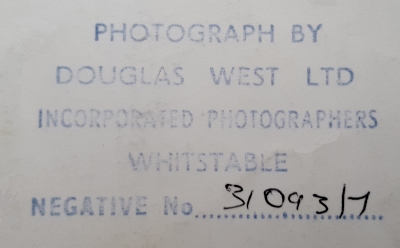 PHOTOGRAPH BY
DOUGLAS WEST LTD
INCORPORATED PHOTOGRAPHERS
WHITSTABLE
NEGATIVE No. 31093/7